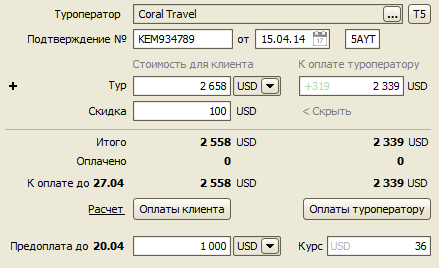 Туроператор Coral Travel ... T5
Подтверждение № KEM934789 от 15.04.14 17 5AYT
Стоимость для клиента К оплате туроператору
+ Тур 2 658 USD +319 2 339 USD
Скидка 100 USD < Скрыть
Итого 2 558 USD 2 339 USD
Оплачено 0 0
К оплате до 27.04 2 558 USD 2 339 USD
Расчет Оплаты клиента Оплаты туроператору
Предоплата до 20.04 1 000 USD Курс USD 36